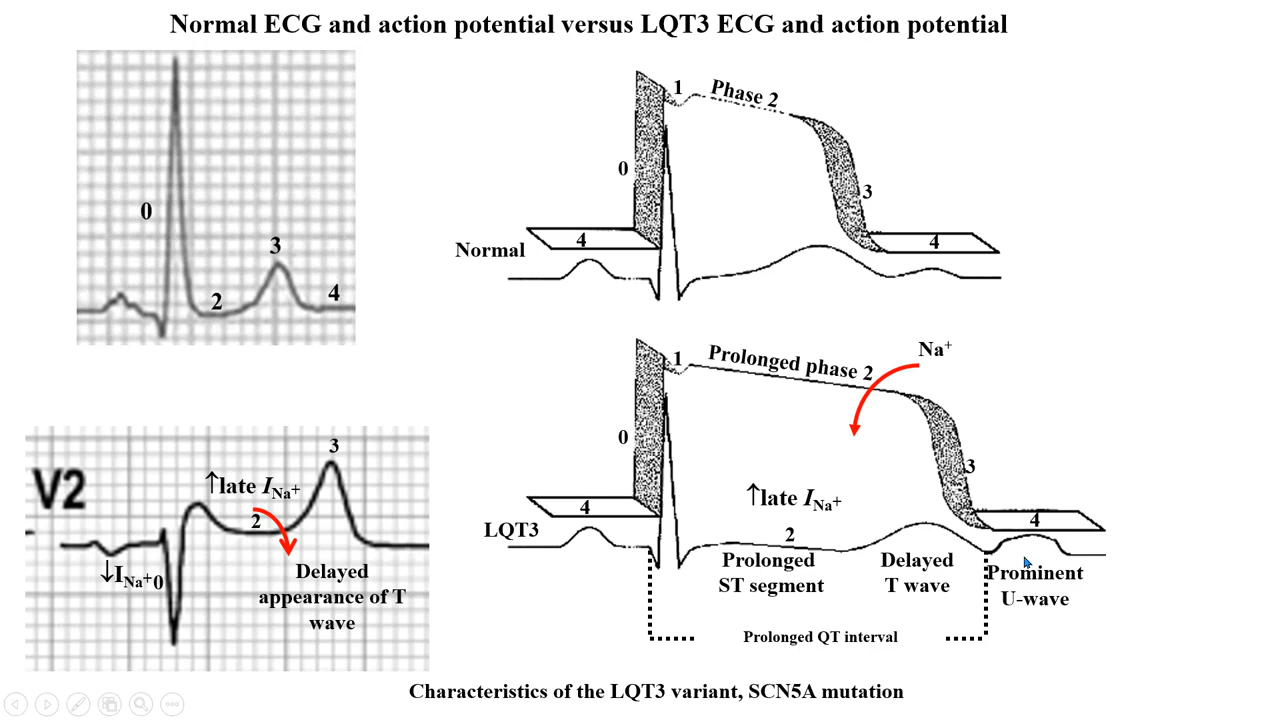 Normal ECG and action potential versus LQT3 ECG and action potential
0
2
3
4
1
Phase 2
0
3
4
4
Normal
V2
↑late INa+
3
2
↓INa+0
Delayed
appearance of T
wave
1
Prolonged phase 2
Na+
0
3
4
↑late INa+
4
LQT3
2
Prolonged
ST segment
Delayed
T wave
Prominent
U-wave
Prolonged QT interval
Characteristics of the LQT3 variant, SCN5A mutation